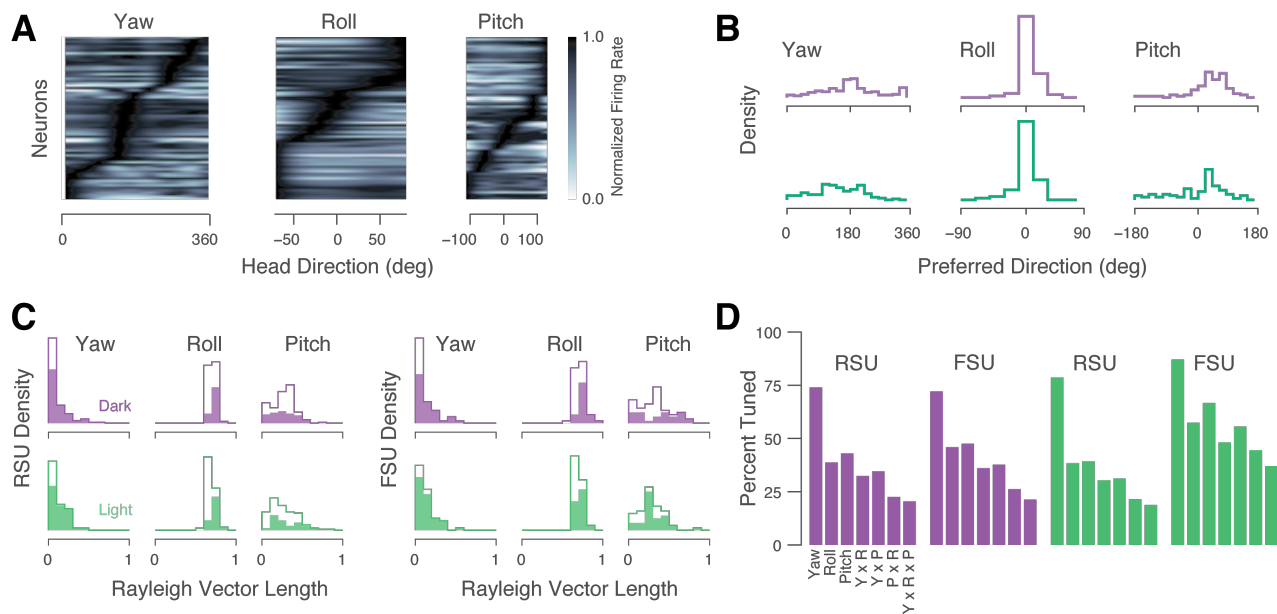 A
Yaw
Roll
Pitch
Neurons
1.0
0.0
Normalized Firing Rate
0
360
−50
0
50
−100
0
100
Head Direction (deg)
B
Yaw
Roll
Pitch
Density
0
180
360
−90
0
90
−180
0
180
Preferred Direction (deg)
C
Yaw
Roll
Pitch
RSU Density
Dark
Light
0
1
0
1
0
1
Rayleigh Vector Length
Yaw
Roll
Pitch
FSU Density
0
1
0
1
0
1
Rayleigh Vector Length
D
Percent Tuned
100
75
50
25
0
RSU
FSU
RSU
FSU
Yaw
Roll
Pitch
Y x R
Y x P
P x R
Y x R x P